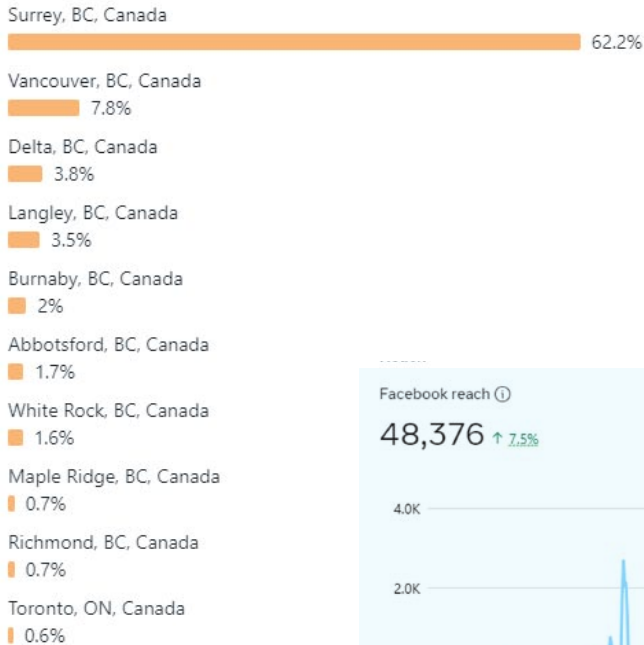 Surrey, BC, Canada
62.2%
Vancouver, BC, Canada
7.8%
Delta, BC, Canada
3.8%
Langley, BC, Canada
3.5%
Burnaby, BC, Canada
2%
Abbotsford, BC, Canada
1.7%
White Rock, BC, Canada
1.6%
Maple Ridge, BC, Canada
0.7%
Richmond, BC, Canada
0.7%
Toronto, ON, Canada
0.6%
Facebook reach
48,376 ↑ 7.5%
4.0K
2.0K